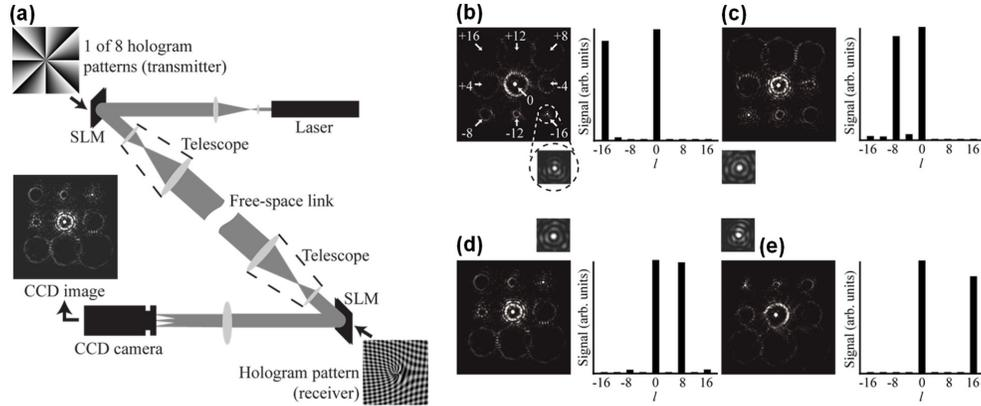 (a)
1 of 8 hologram
patterns (transmitter)
SLM
Laser
Telescope
Free-space link
Telescope
CCD image
SLM
CCD camera
Hologram pattern
(receiver)
(b)
+16 +12 +8
+4 -4
0
-8 -12 -16
Signal (arb. units)
-16 -8 0 8 16
l
(c)
Signal (arb. units)
-16 -8 0 8 16
l
(d)
Signal (arb. units)
-16 -8 0 8 16
l
(e)
Signal (arb. units)
-16 -8 0 8 16
l